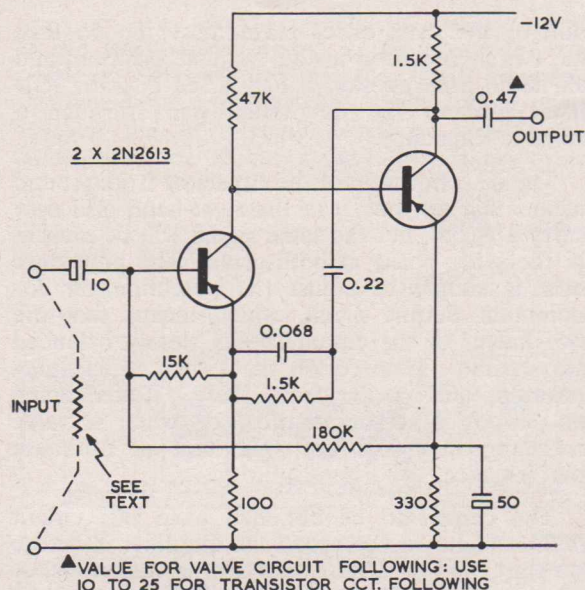 -12V
1.5K
47K
0.47
OUTPUT
2 X 2N2613
10
0.22
0.068
15K
1.5K
INPUT
180K
SEE
TEXT
100
330
50
▲ VALUE FOR VALVE CIRCUIT FOLLOWING: USE
10 TO 25 FOR TRANSISTOR CCT. FOLLOWING